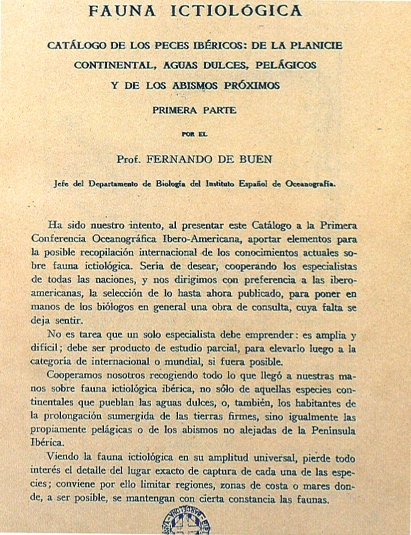 FAUNA ICTIOLÓGICA
CATÁLOGO DE LOS PECES IBÉRICOS: DE LA PLANICIE
CONTINENTAL, AGUAS DULCES, PELÁGICOS
Y DE LOS ABISMOS PRÓXIMOS
PRIMERA PARTE
POR EL
Prof. FERNANDO DE BUEN
Jefe del Departamento de Biología del Instituto Español de Oceanografía.
Ha sido nuestro intento, al presentar este Catálogo a la Primera
Conferencia Oceanográfica Ibero-Americana, aportar elementos para
la posible recopilación internacional de los conocimientos actuales so-
bre fauna ictiológica. Seria de desear, cooperando los especialistas
de todas las naciones, y nos dirigimos con preferencia a las ibero-
americanas, la selección de lo hasta ahora publicado, para poner en
manos de los biólogos en general una obra de consulta, cuya falta se
deja sentir.
No es tarea que un solo especialista debe emprender: es amplia y
difícil; debe ser producto de estudio parcial, para elevarlo luego a la
categoría de internacional o mundial, si fuera posible.
Cooperamos nosotros recogiendo todo lo que llegó a nuestras ma-
nos sobre fauna ictiológica ibérica, no sólo de aquellas especies con-
tinentales que pueblan las aguas dulces, o, también, los habitantes de
la prolongación sumergida de las tierras firmes, sino igualmente las
propiamente pelágicas o de los abismos no alejadas de la Península
Ibérica.
Viendo la fauna ictiológica en su amplitud universal, pierde todo
interés el detalle del lugar exacto de captura de cada una de las espe-
cies; conviene por ello limitar regiones, zonas de costa o mares don-
de, a ser posible, se mantengan con cierta constancia las faunas.